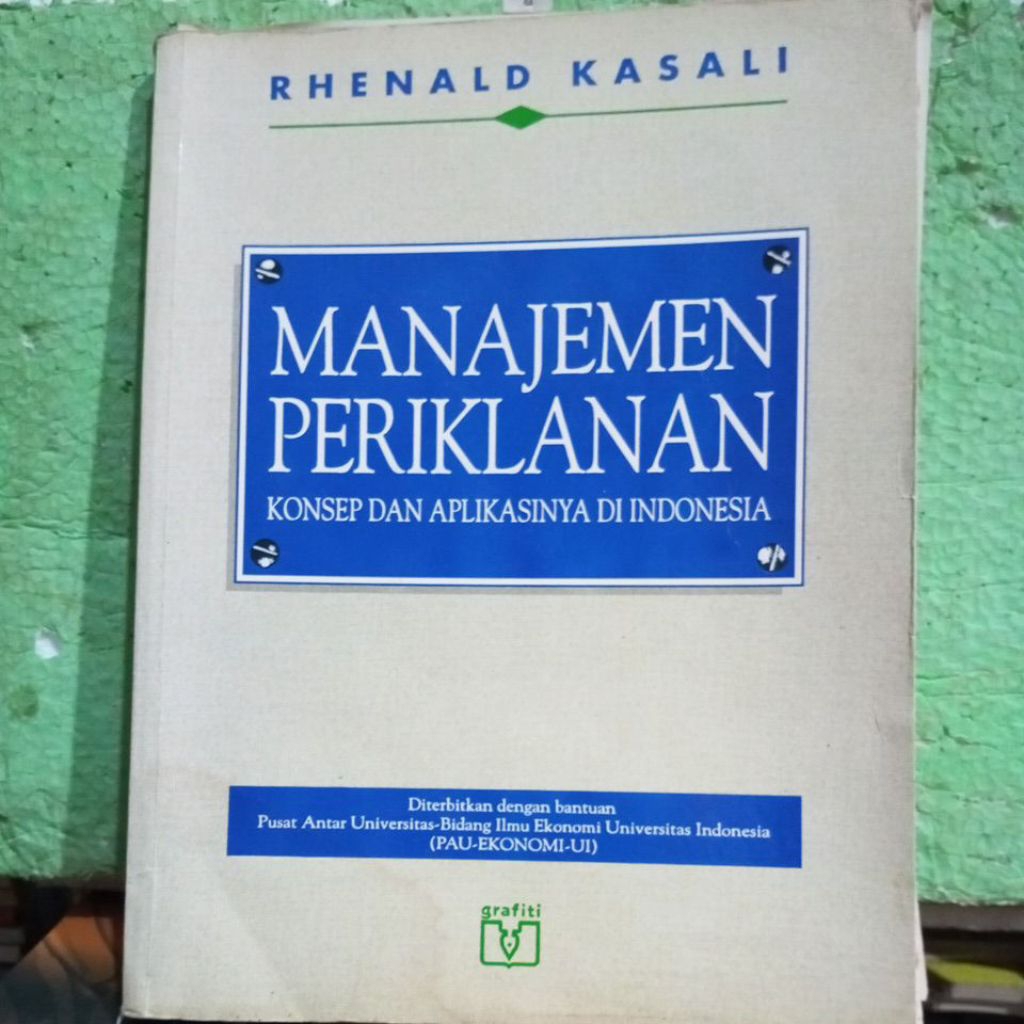 RHENALD KASALI
MANAJEMEN
PERIKLANAN
KONSEP DAN APLIKASINYA DI INDONESIA
Diterbitkan dengan bantuan
Pusat Antar Universitas-Bidang Ilmu Ekonomi Universitas Indonesia
(PAU-EKONOMI-UI)
grafiti